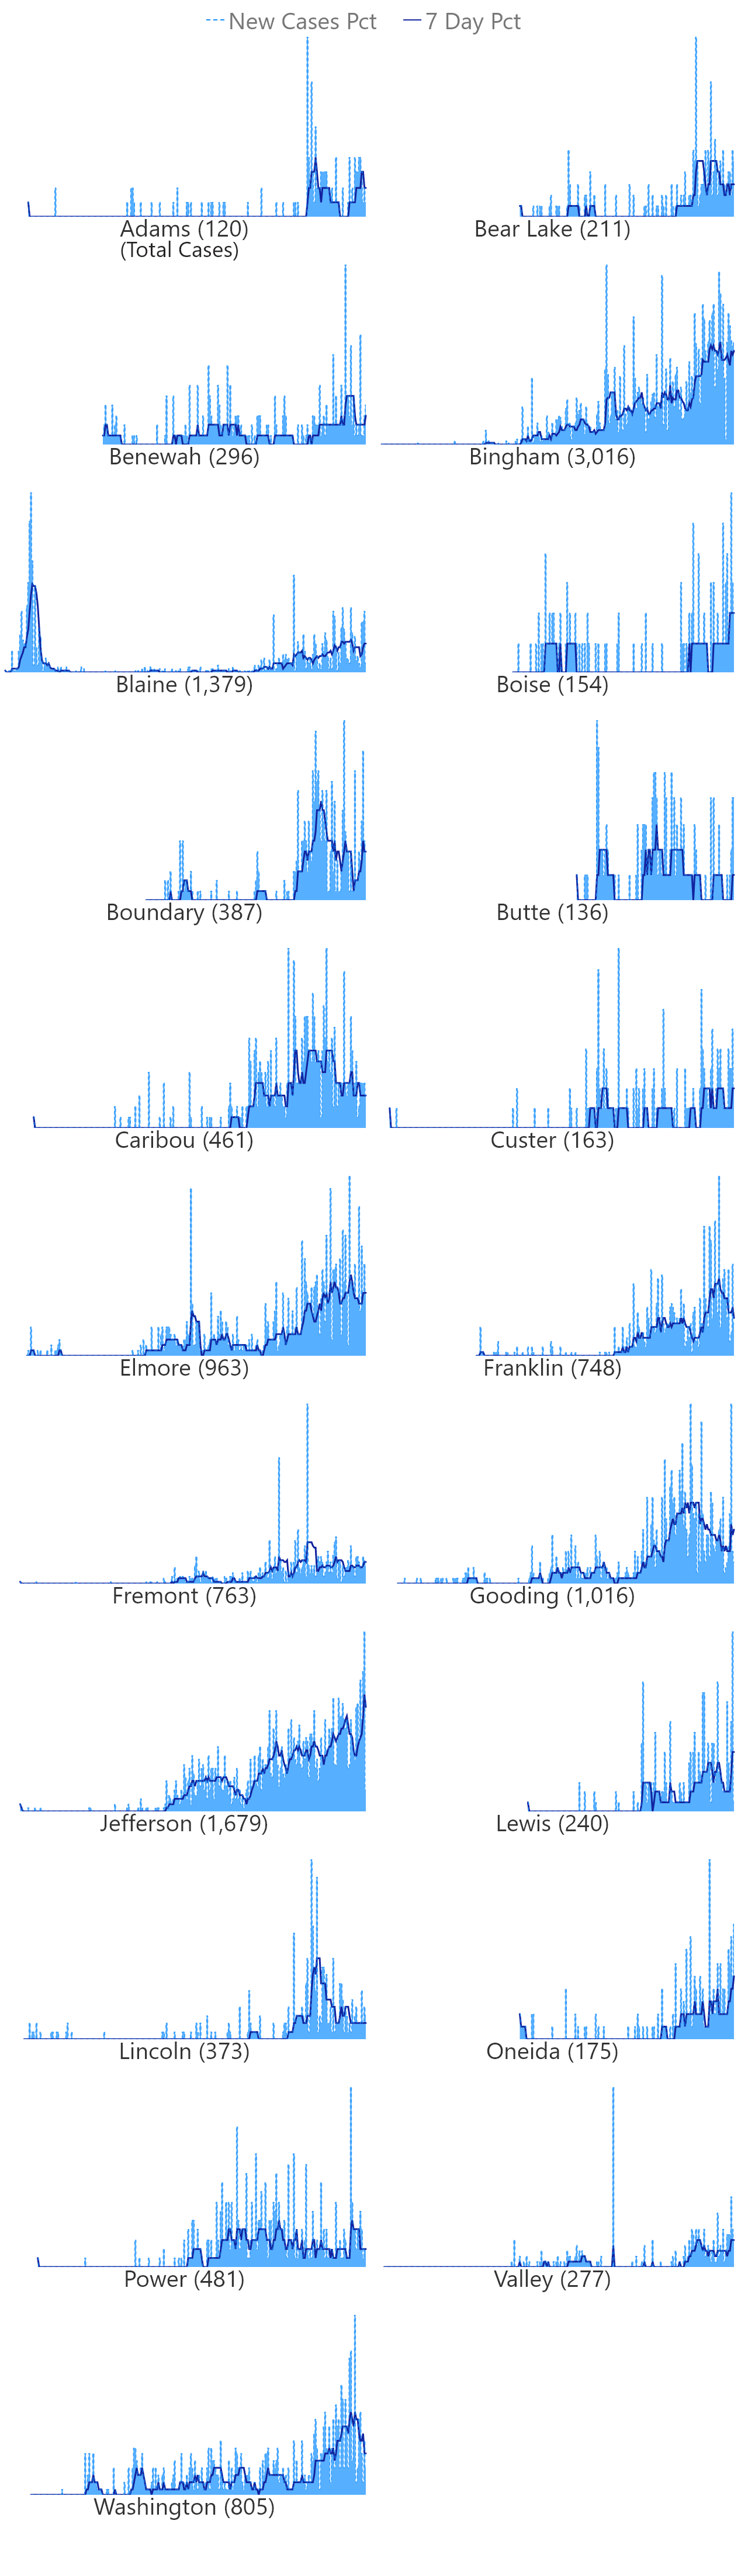 New Cases Pct 7 Day Pct
Adams (120) Bear Lake (211)
(Total Cases)
Benewah (296) Bingham (3,016)
Blaine (1,379) Boise (154)
Boundary (387) Butte (136)
Caribou (461) Custer (163)
Elmore (963) Franklin (748)
Fremont (763) Gooding (1,016)
Jefferson (1,679) Lewis (240)
Lincoln (373) Oneida (175)
Power (481) Valley (277)
Washington (805)